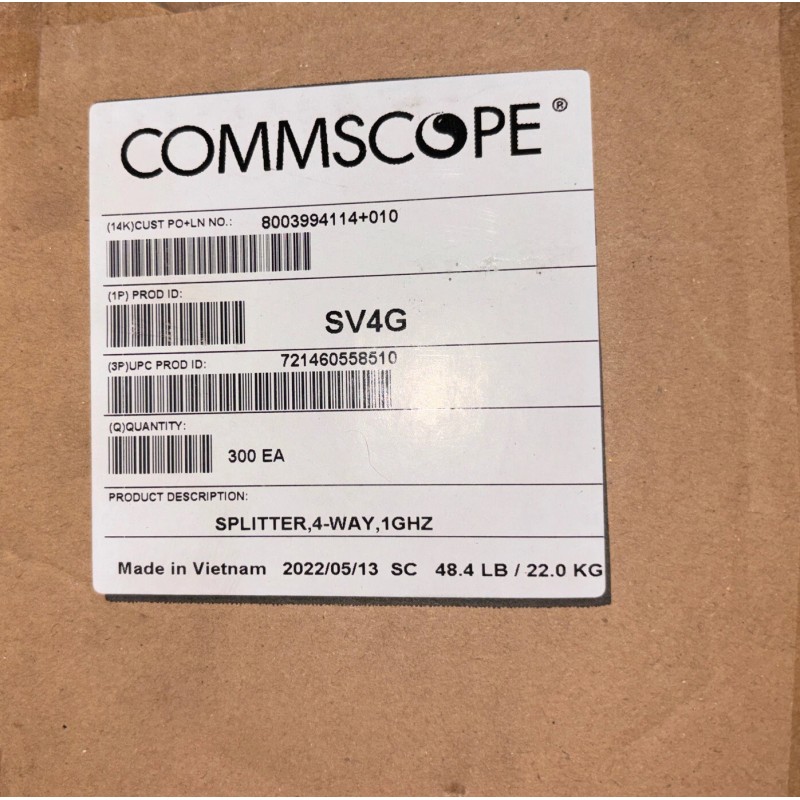 COMMSCOPE®
(14K)CUST PO+LN NO.: 8003994114+010
(1P) PROD ID:
SV4G
(3P)UPC PROD ID: 721460558510
(Q)QUANTITY:
300 EA
PRODUCT DESCRIPTION:
SPLITTER,4-WAY,1GHZ
Made in Vietnam 2022/05/13 SC 48.4 LB / 22.0 KG